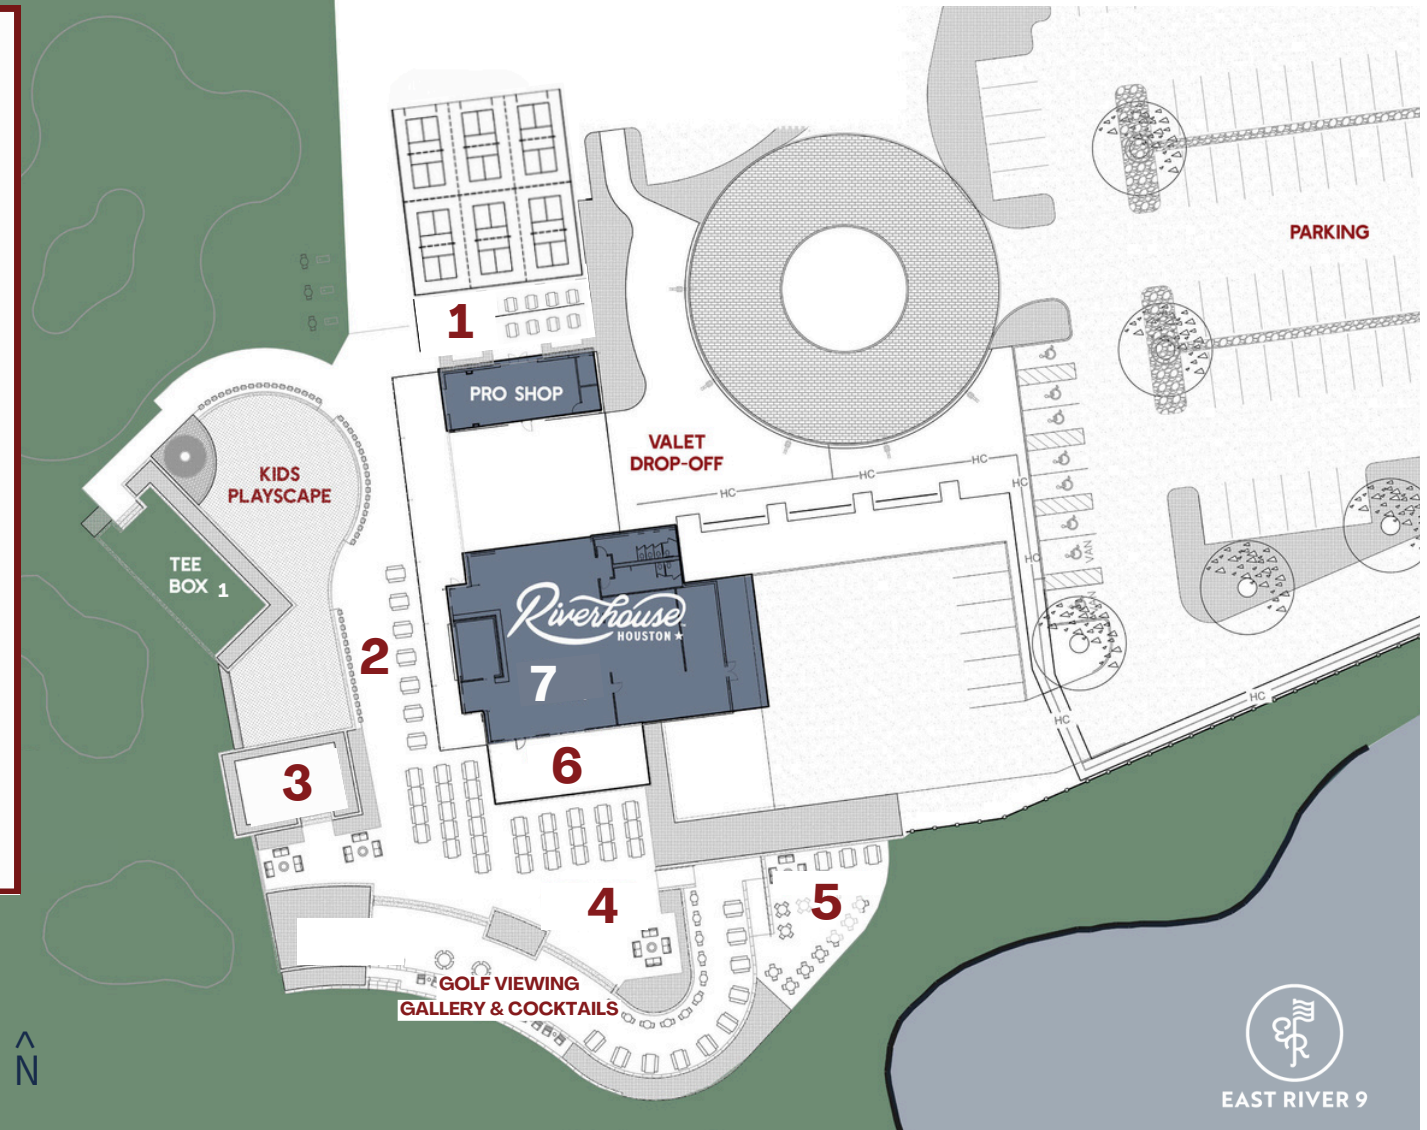 PARKING
1
PRO SHOP
VALET
DROP-OFF
HC
HC
HC
HC
KIDS
PLAYSCAPE
TEE
BOX 1
HC
VAN
VAN
Riverhouse
HOUSTON
2
7
HC
HC
3
6
4
5
GOLF VIEWING
GALLERY & COCKTAILS
N
EAST RIVER 9